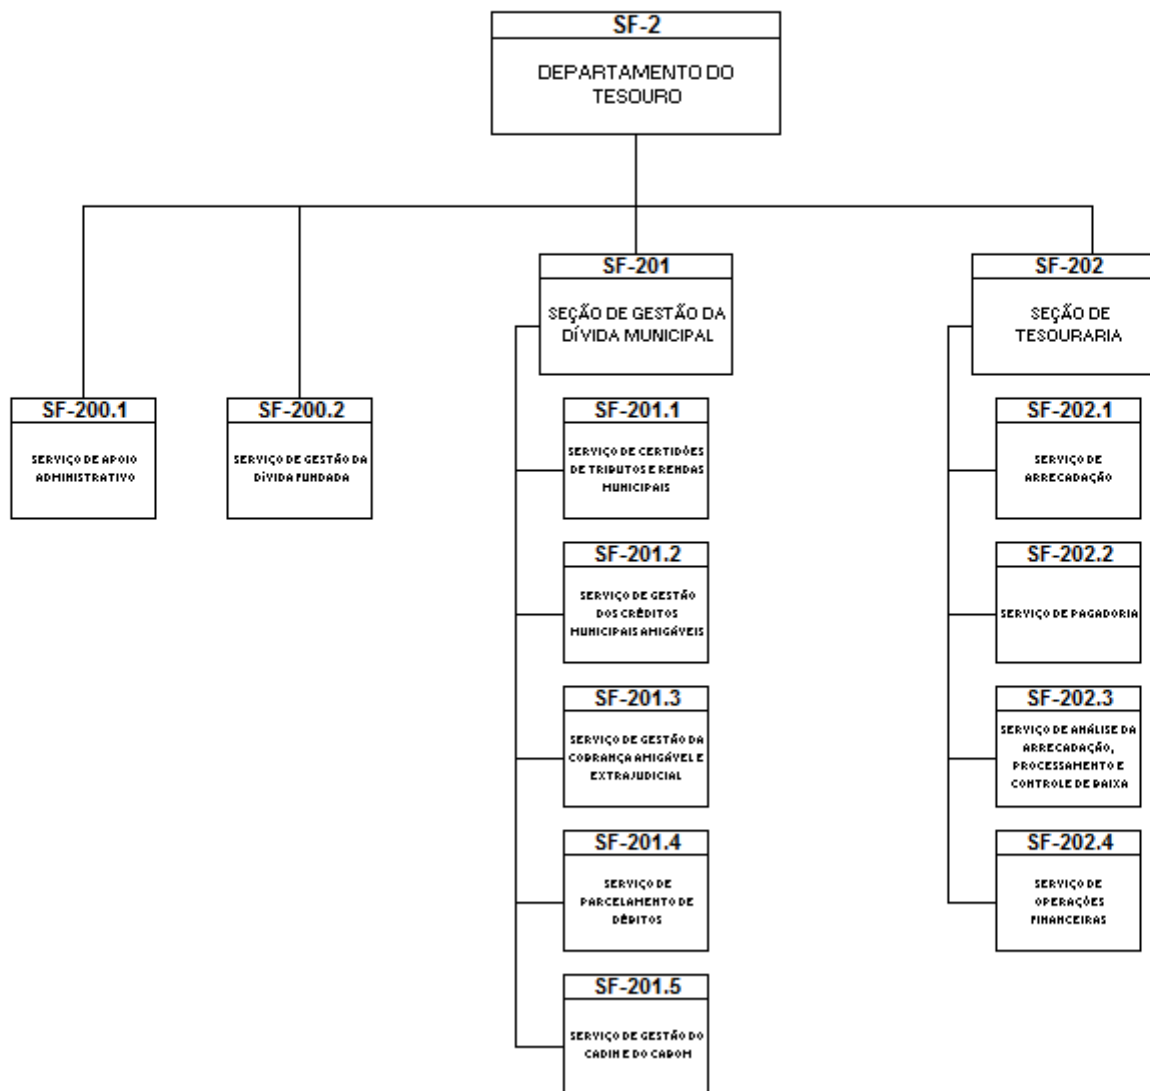 SF-2
DEPARTAMENTO DO
TESOURO
SF-201
SEÇÃO DE GESTÃO DA
DÍVIDA MUNICIPAL
SF-202
SEÇÃO DE
TESOURARIA
SF-200.1
SERVIÇO DE APOIO
ADMINISTRATIVO
SF-200.2
SERVIÇO DE GESTÃO DA
DÍVIDA FUNDADA
SF-201.1
SERVIÇO DE CERTIDÕES
DE TRIBUTOS E RENDAS
MUNICIPAIS
SF-202.1
SERVIÇO DE
ARRECADAÇÃO
SF-201.2
SERVIÇO DE GESTÃO
DOS CRÉDITOS
MUNICIPAIS AMIGÁVEIS
SF-202.2
SERVIÇO DE PAGADORIA
SF-201.3
SERVIÇO DE GESTÃO DA
COBRANÇA AMIGÁVEL E
EXTRAJUDICIAL
SF-202.3
SERVIÇO DE ANÁLISE DA
ARRECADAÇÃO,
PROCESSAMENTO E
CONTROLE DE BAIXA
SF-201.4
SERVIÇO DE
PARCELAMENTO DE
DÉBITOS
SF-202.4
SERVIÇO DE
OPERAÇÕES
FINANCEIRAS
SF-201.5
SERVIÇO DE GESTÃO DO
CADIN E DO CADOM